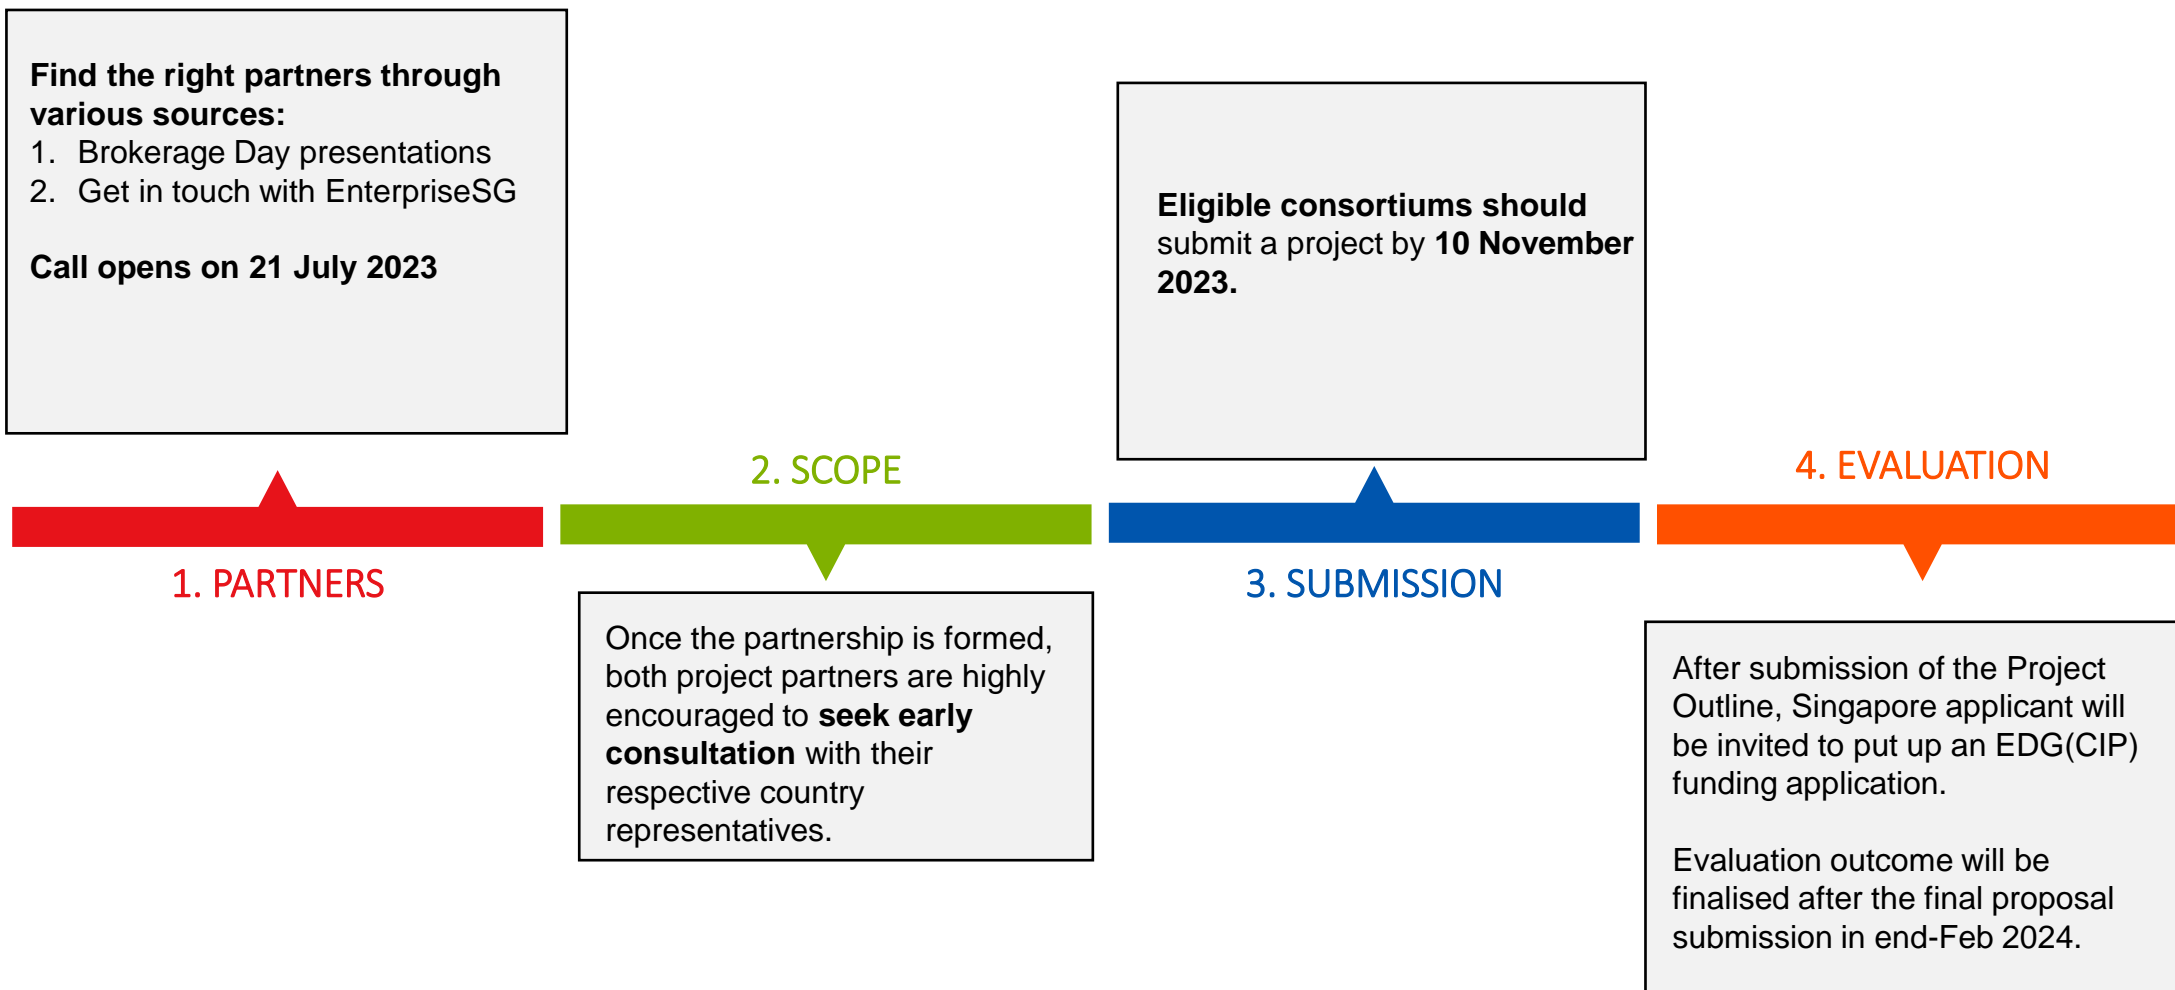 Find the right partners through
various sources:
1. Brokerage Day presentations
2. Get in touch with EnterpriseSG
Call opens on 21 July 2023
1. PARTNERS
2. SCOPE
Once the partnership is formed,
both project partners are highly
encouraged to seek early
consultation with their
respective country
representatives.
Eligible consortiums should
submit a project by 10 November
2023.
3. SUBMISSION
4. EVALUATION
After submission of the Project
Outline, Singapore applicant will
be invited to put up an EDG(CIP)
funding application.
Evaluation outcome will be
finalised after the final proposal
submission in end-Feb 2024.